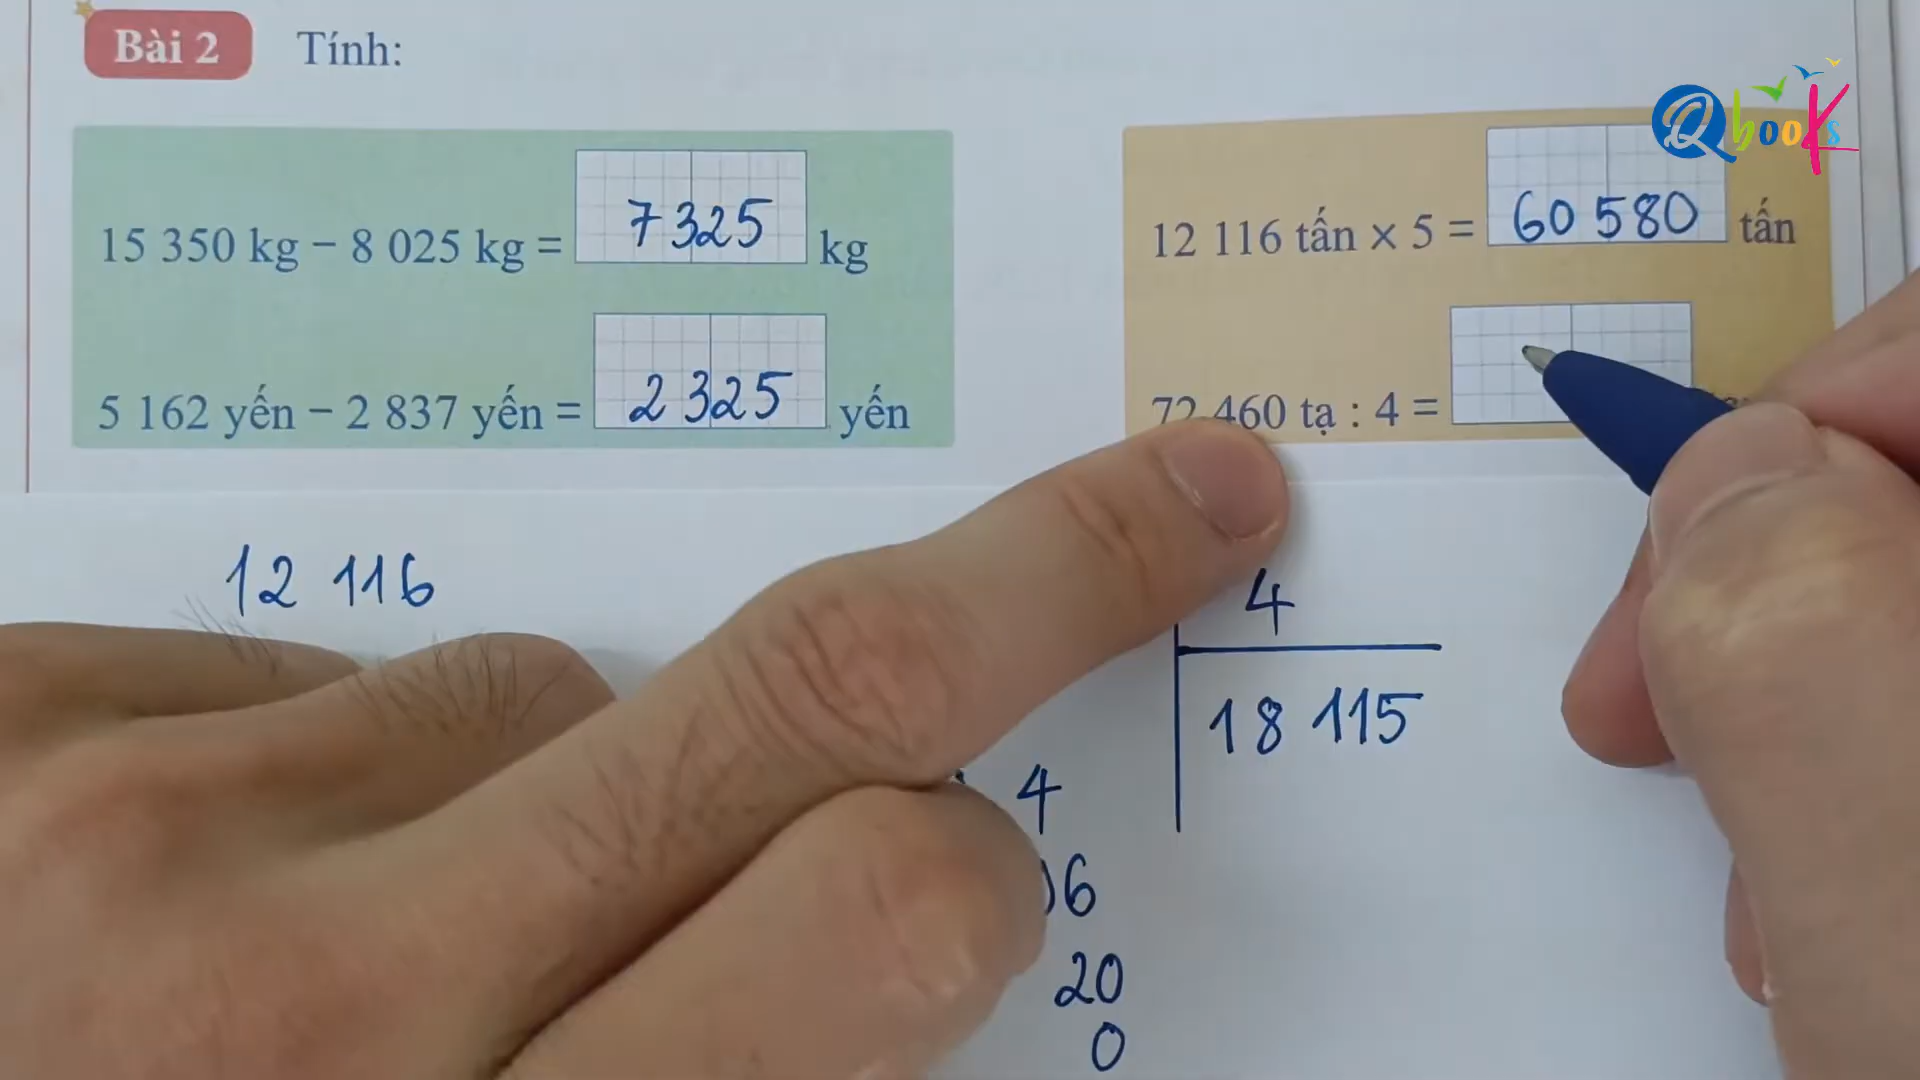 Bài 2 Tính:
Qbooks
15 350 kg – 8 025 kg = 7325 kg
5 162 yến – 2 837 yến = 2325 yến
12 116 tấn × 5 = 60 580 tấn
72 460 tạ : 4 =
12 116
4
18 115
4
06
20
0